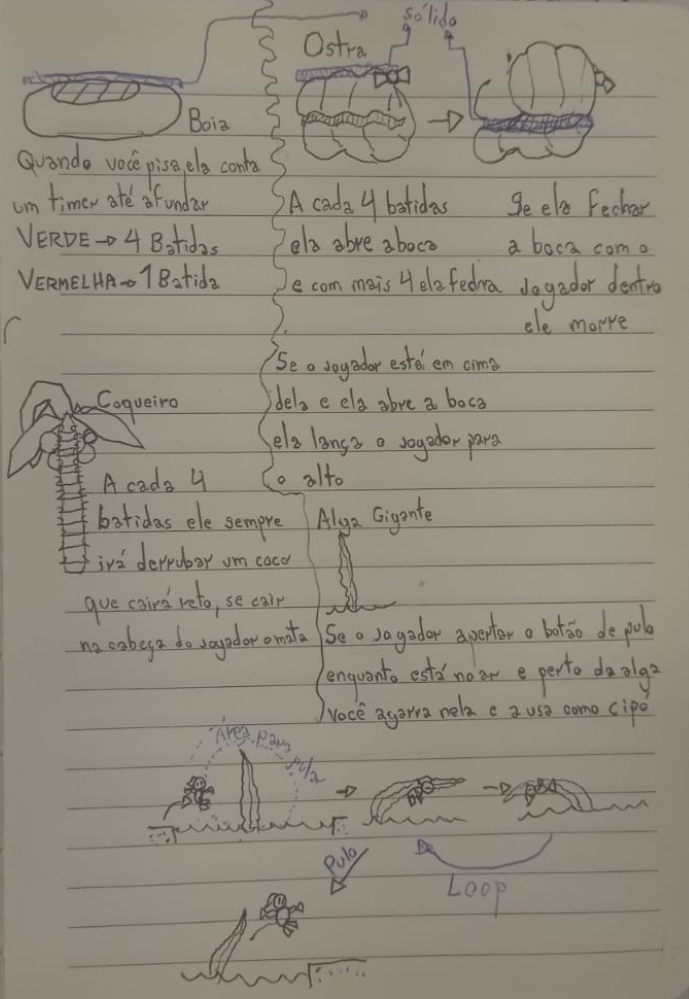 sólido
Boia
Quando você pisa, ela conta
um timer até afundar
VERDE → 4 Batidas
VERMELHA → 1 Batida
Ostra
A cada 4 batidas
ela abre a boca
e com mais 4 ela fedra
Se ela fechar
a boca com o
jogador dentro
ele morre
Se o jogador está em cima
dela e ela abre a boca
ela lança o jogador para
o alto
Coqueiro
A cada 4
batidas ele sempre
irá derrubar um coco
que cairá reto, se cair
na cabeça do jogador o mata
Alga Gigante
Se o jogador apertar o botão de pulo
enquanto está no ar e perto da alga
você agarra nela e a usa como cipó
Área para pular
Loop
Pulo